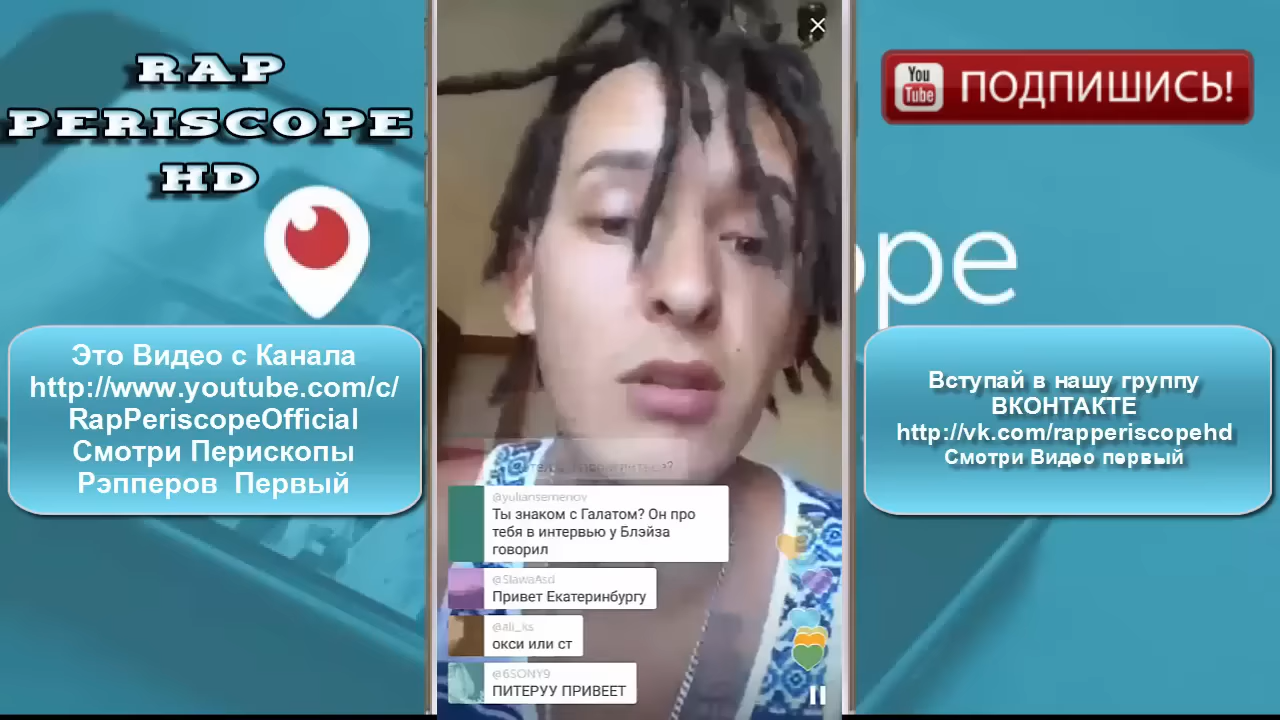 RAP
PERISCOPE
HD
Это Видео с Канала
http://www.youtube.com/c/
RapPeriscopeOfficial
Смотри Перископы
Рэпперов Первый
@yuliansemenov
Ты знаком с Галатом? Он про
тебя в интервью у Блэйза
говорил
@SlawaAsd
Привет Екатеринбургу
@ali_ks
окси или ст
@6SONY9
ПИТЕРУУ ПРИВЕЕТ
You
Tube
ПОДПИШИСЬ!
ope
Вступай в нашу группу
ВКОНТАКТЕ
http://vk.com/rapperiscopehd
Смотри Видео первый